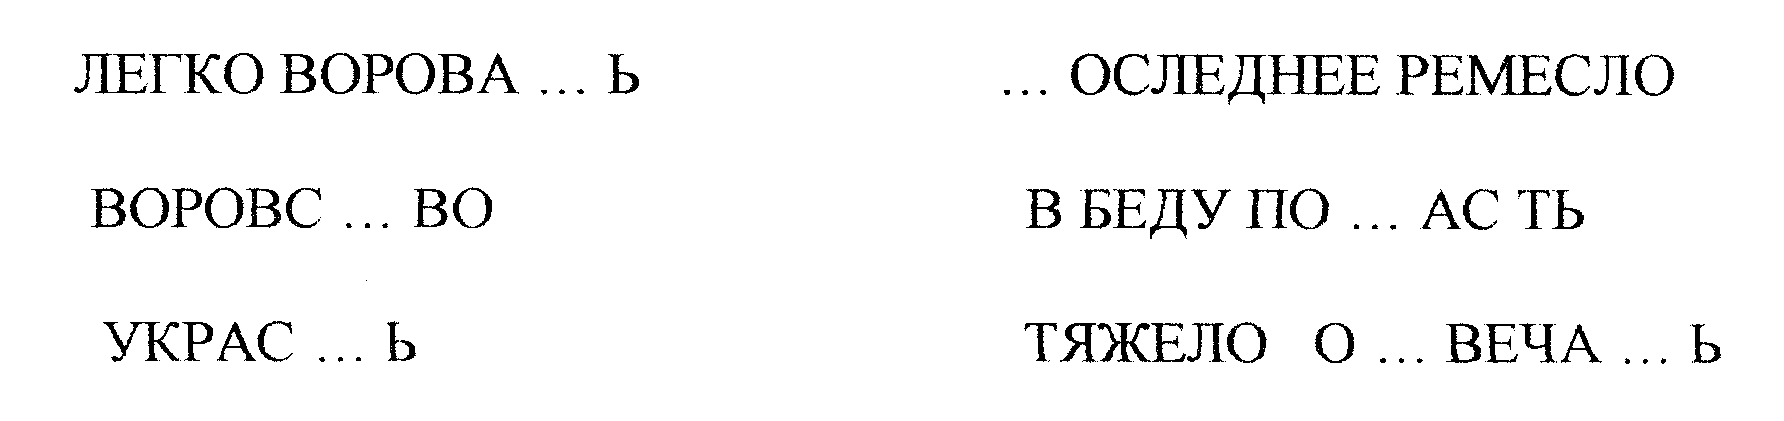 ЛЕГКО ВОРОВА ... Ь ... ОСЛЕДНЕЕ РЕМЕСЛО
ВОРОВС ... ВО В БЕДУ ПО ... АС ТЬ
УКРАС ... Ь ТЯЖЕЛО О ... ВЕЧА ... Ь